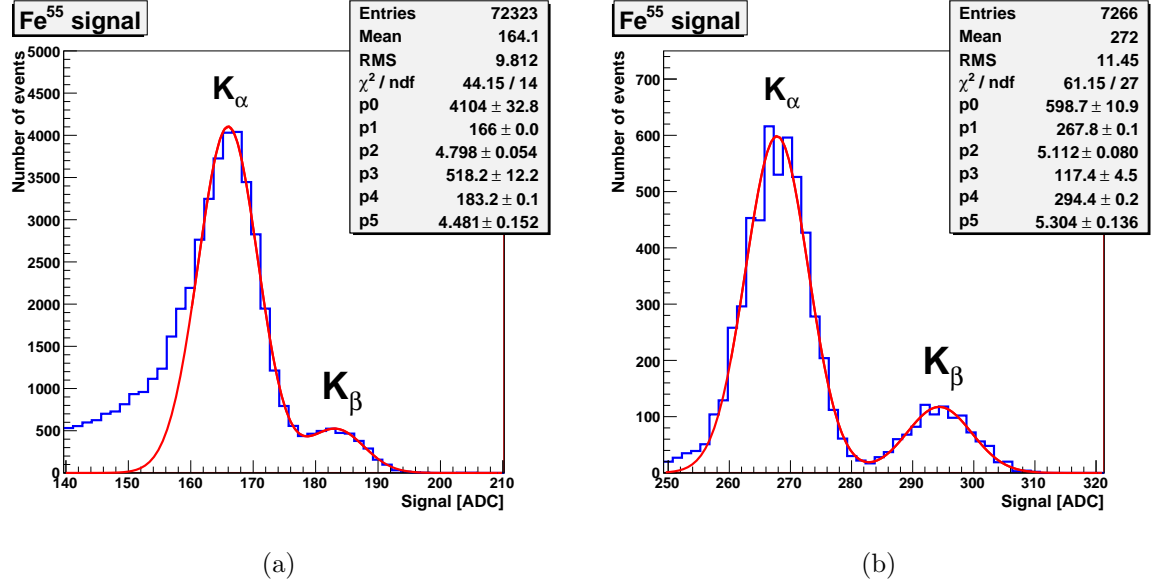 Fe⁵⁵ signal
Entries 72323
Mean 164.1
RMS 9.812
χ² / ndf 44.15 / 14
p0 4104 ± 32.8
p1 166 ± 0.0
p2 4.798 ± 0.054
p3 518.2 ± 12.2
p4 183.2 ± 0.1
p5 4.481 ± 0.152
Number of events
5000
4500
4000
3500
3000
2500
2000
1500
1000
500
0
K_α
K_β
140 150 160 170 180 190 200 210
Signal [ADC]
(a)
Fe⁵⁵ signal
Entries 7266
Mean 272
RMS 11.45
χ² / ndf 61.15 / 27
p0 598.7 ± 10.9
p1 267.8 ± 0.1
p2 5.112 ± 0.080
p3 117.4 ± 4.5
p4 294.4 ± 0.2
p5 5.304 ± 0.136
Number of events
700
600
500
400
300
200
100
0
K_α
K_β
250 260 270 280 290 300 310 320
Signal [ADC]
(b)